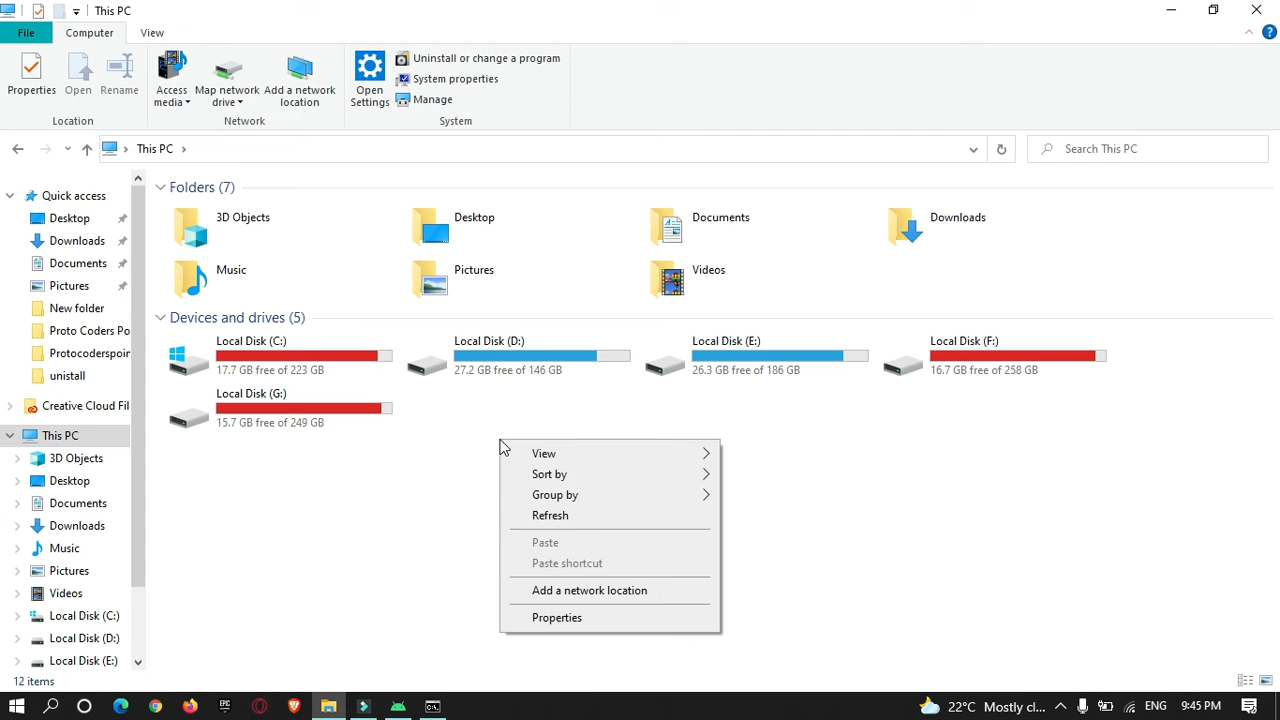 This PC
File
Computer
View
Properties
Open
Rename
Access media
Map network drive
Add a network location
Open Settings
Uninstall or change a program
System properties
Manage
Location
Network
System
This PC
Search This PC
Quick access
Desktop
Downloads
Documents
Pictures
New folder
Proto Coders Po
Protocoderspoin
unistall
Creative Cloud Fil
This PC
3D Objects
Desktop
Documents
Downloads
Music
Pictures
Videos
Local Disk (C:)
Local Disk (D:)
Local Disk (E:)
Folders (7)
3D Objects
Desktop
Documents
Downloads
Music
Pictures
Videos
Devices and drives (5)
Local Disk (C:)
17.7 GB free of 223 GB
Local Disk (D:)
27.2 GB free of 146 GB
Local Disk (E:)
26.3 GB free of 186 GB
Local Disk (F:)
16.7 GB free of 258 GB
Local Disk (G:)
15.7 GB free of 249 GB
View
Sort by
Group by
Refresh
Paste
Paste shortcut
Add a network location
Properties
12 items
22°C Mostly cl...
ENG
9:45 PM